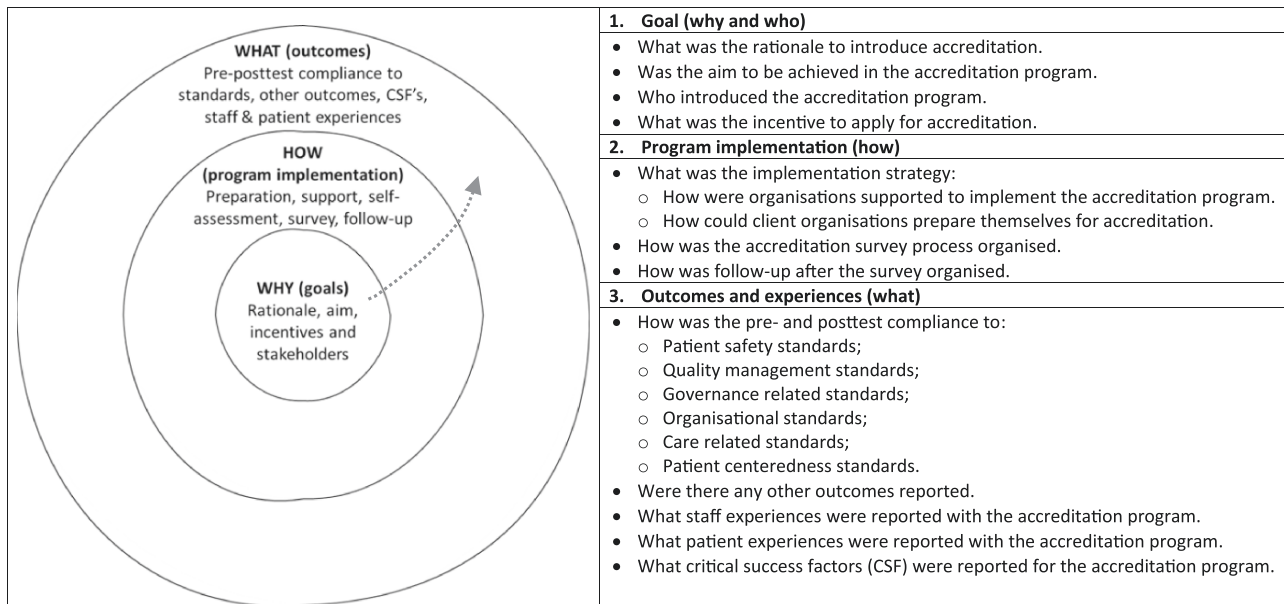 WHAT (outcomes)
Pre-posttest compliance to
standards, other outcomes, CSF's,
staff & patient experiences
HOW
(program implementation)
Preparation, support, self-
assessment, survey, follow-up
WHY (goals)
Rationale, aim,
incentives and
stakeholders
1. Goal (why and who)
• What was the rationale to introduce accreditation.
• Was the aim to be achieved in the accreditation program.
• Who introduced the accreditation program.
• What was the incentive to apply for accreditation.
2. Program implementation (how)
• What was the implementation strategy:
o How were organisations supported to implement the accreditation program.
o How could client organisations prepare themselves for accreditation.
• How was the accreditation survey process organised.
• How was follow-up after the survey organised.
3. Outcomes and experiences (what)
• How was the pre- and posttest compliance to:
o Patient safety standards;
o Quality management standards;
o Governance related standards;
o Organisational standards;
o Care related standards;
o Patient centeredness standards.
• Were there any other outcomes reported.
• What staff experiences were reported with the accreditation program.
• What patient experiences were reported with the accreditation program.
• What critical success factors (CSF) were reported for the accreditation program.